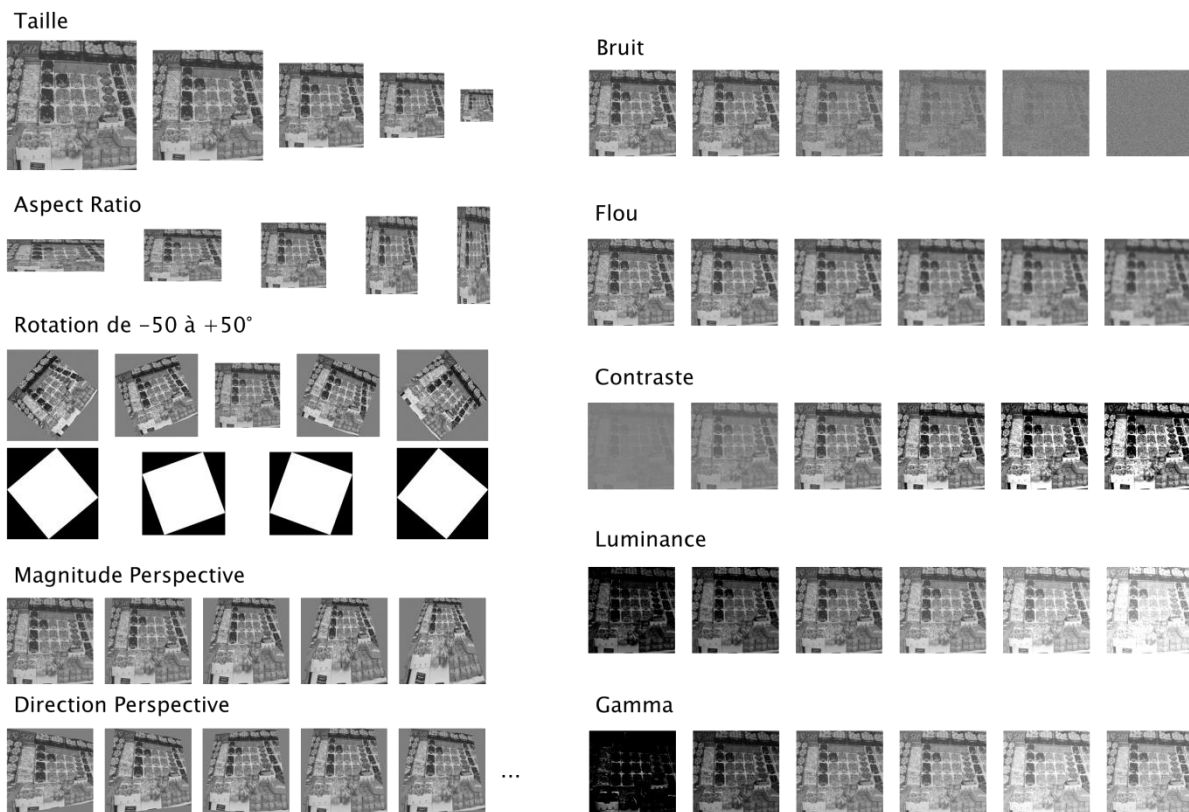 Taille
Aspect Ratio
Rotation de -50 à +50°
Magnitude Perspective
Direction Perspective
...
Bruit
Flou
Contraste
Luminance
Gamma